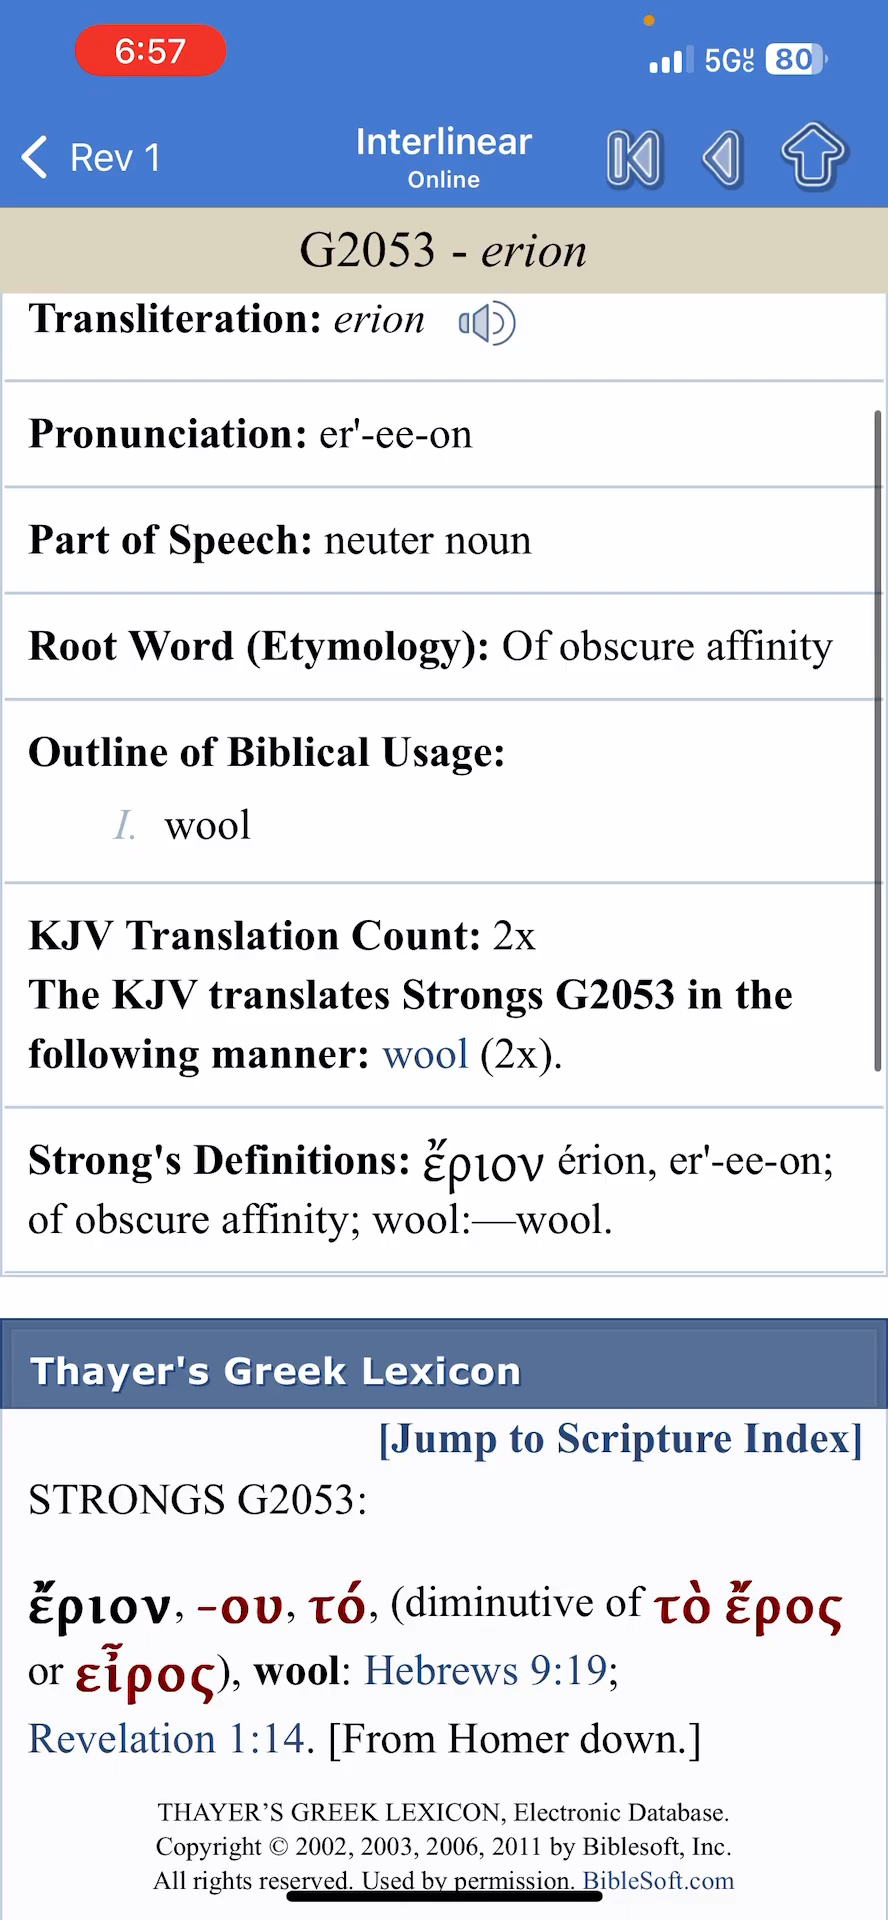 6:57
5GUC 80
Rev 1
Interlinear
Online
G2053 - erion
Transliteration: erion
Pronunciation: er'-ee-on
Part of Speech: neuter noun
Root Word (Etymology): Of obscure affinity
Outline of Biblical Usage:
I. wool
KJV Translation Count: 2x
The KJV translates Strongs G2053 in the
following manner: wool (2x).
Strong's Definitions: ἔριον érion, er'-ee-on;
of obscure affinity; wool:—wool.
Thayer's Greek Lexicon
[Jump to Scripture Index]
STRONGS G2053:
ἔριον, -ου, τό, (diminutive of τὸ ἔρος
or εἶρος), wool: Hebrews 9:19;
Revelation 1:14. [From Homer down.]
THAYER’S GREEK LEXICON, Electronic Database.
Copyright © 2002, 2003, 2006, 2011 by Biblesoft, Inc.
All rights reserved. Used by permission. BibleSoft.com